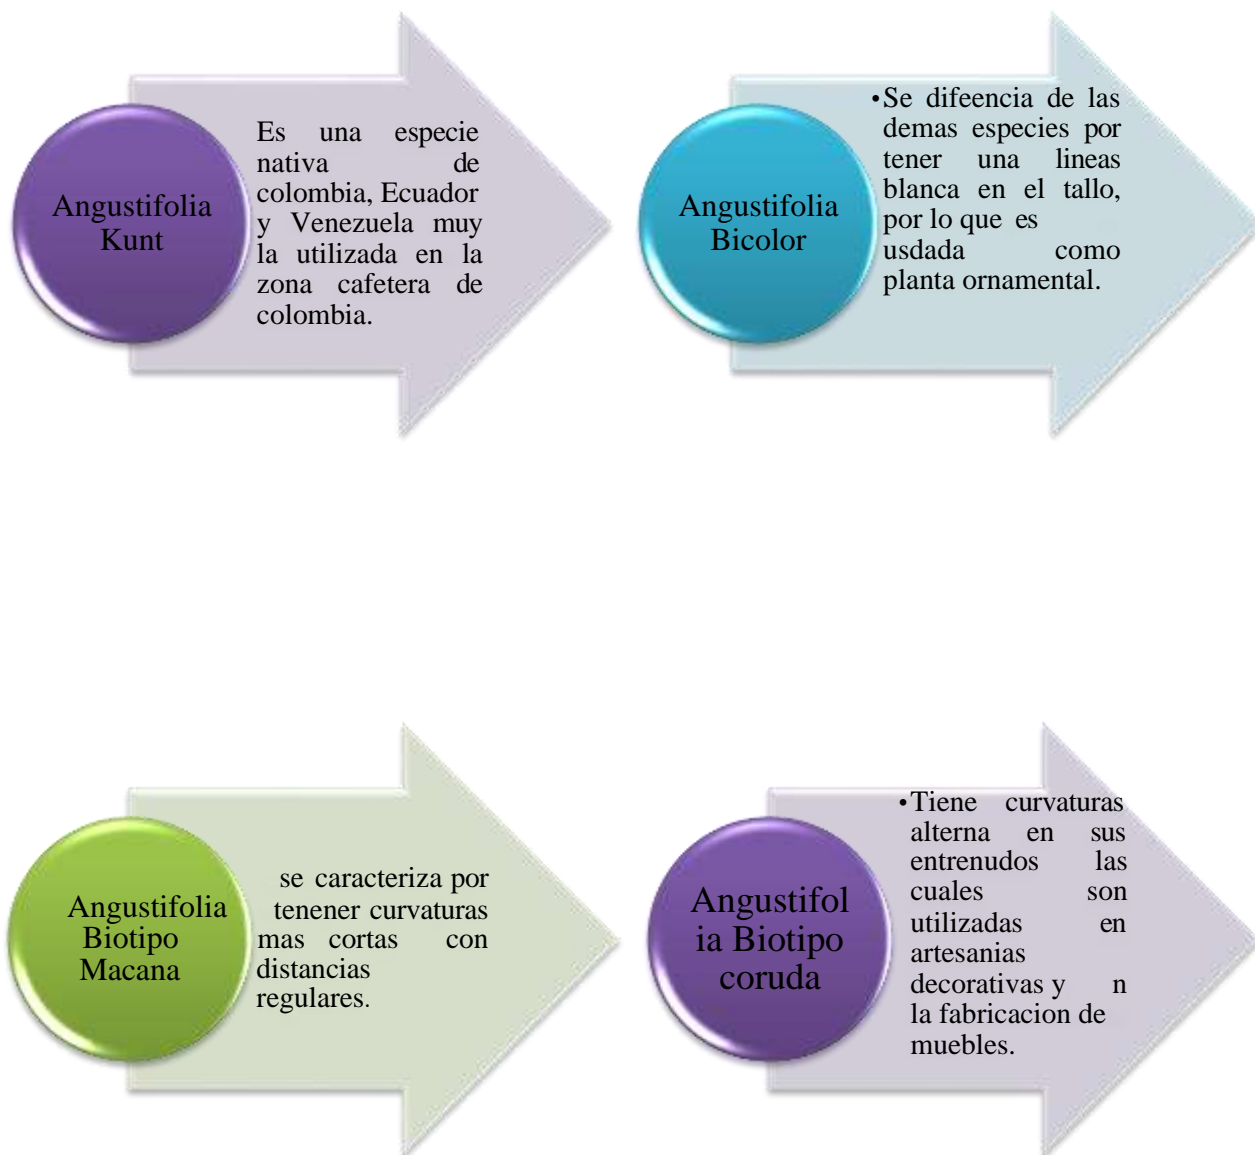 Angustifolia
Kunt
Es una especie
nativa de
colombia, Ecuador
y Venezuela muy
la utilizada en la
zona cafetera de
colombia.
Angustifolia
Bicolor
•Se difeencia de las
demas especies por
tener una lineas
blanca en el tallo,
por lo que es
usdada como
planta ornamental.
Angustifolia
Biotipo
Macana
se caracteriza por
tenener curvaturas
mas cortas con
distancias
regulares.
Angustifol
ia Biotipo
coruda
•Tiene curvaturas
alterna en sus
entrenudos las
cuales son
utilizadas en
artesanias
decorativas y n
la fabricacion de
muebles.